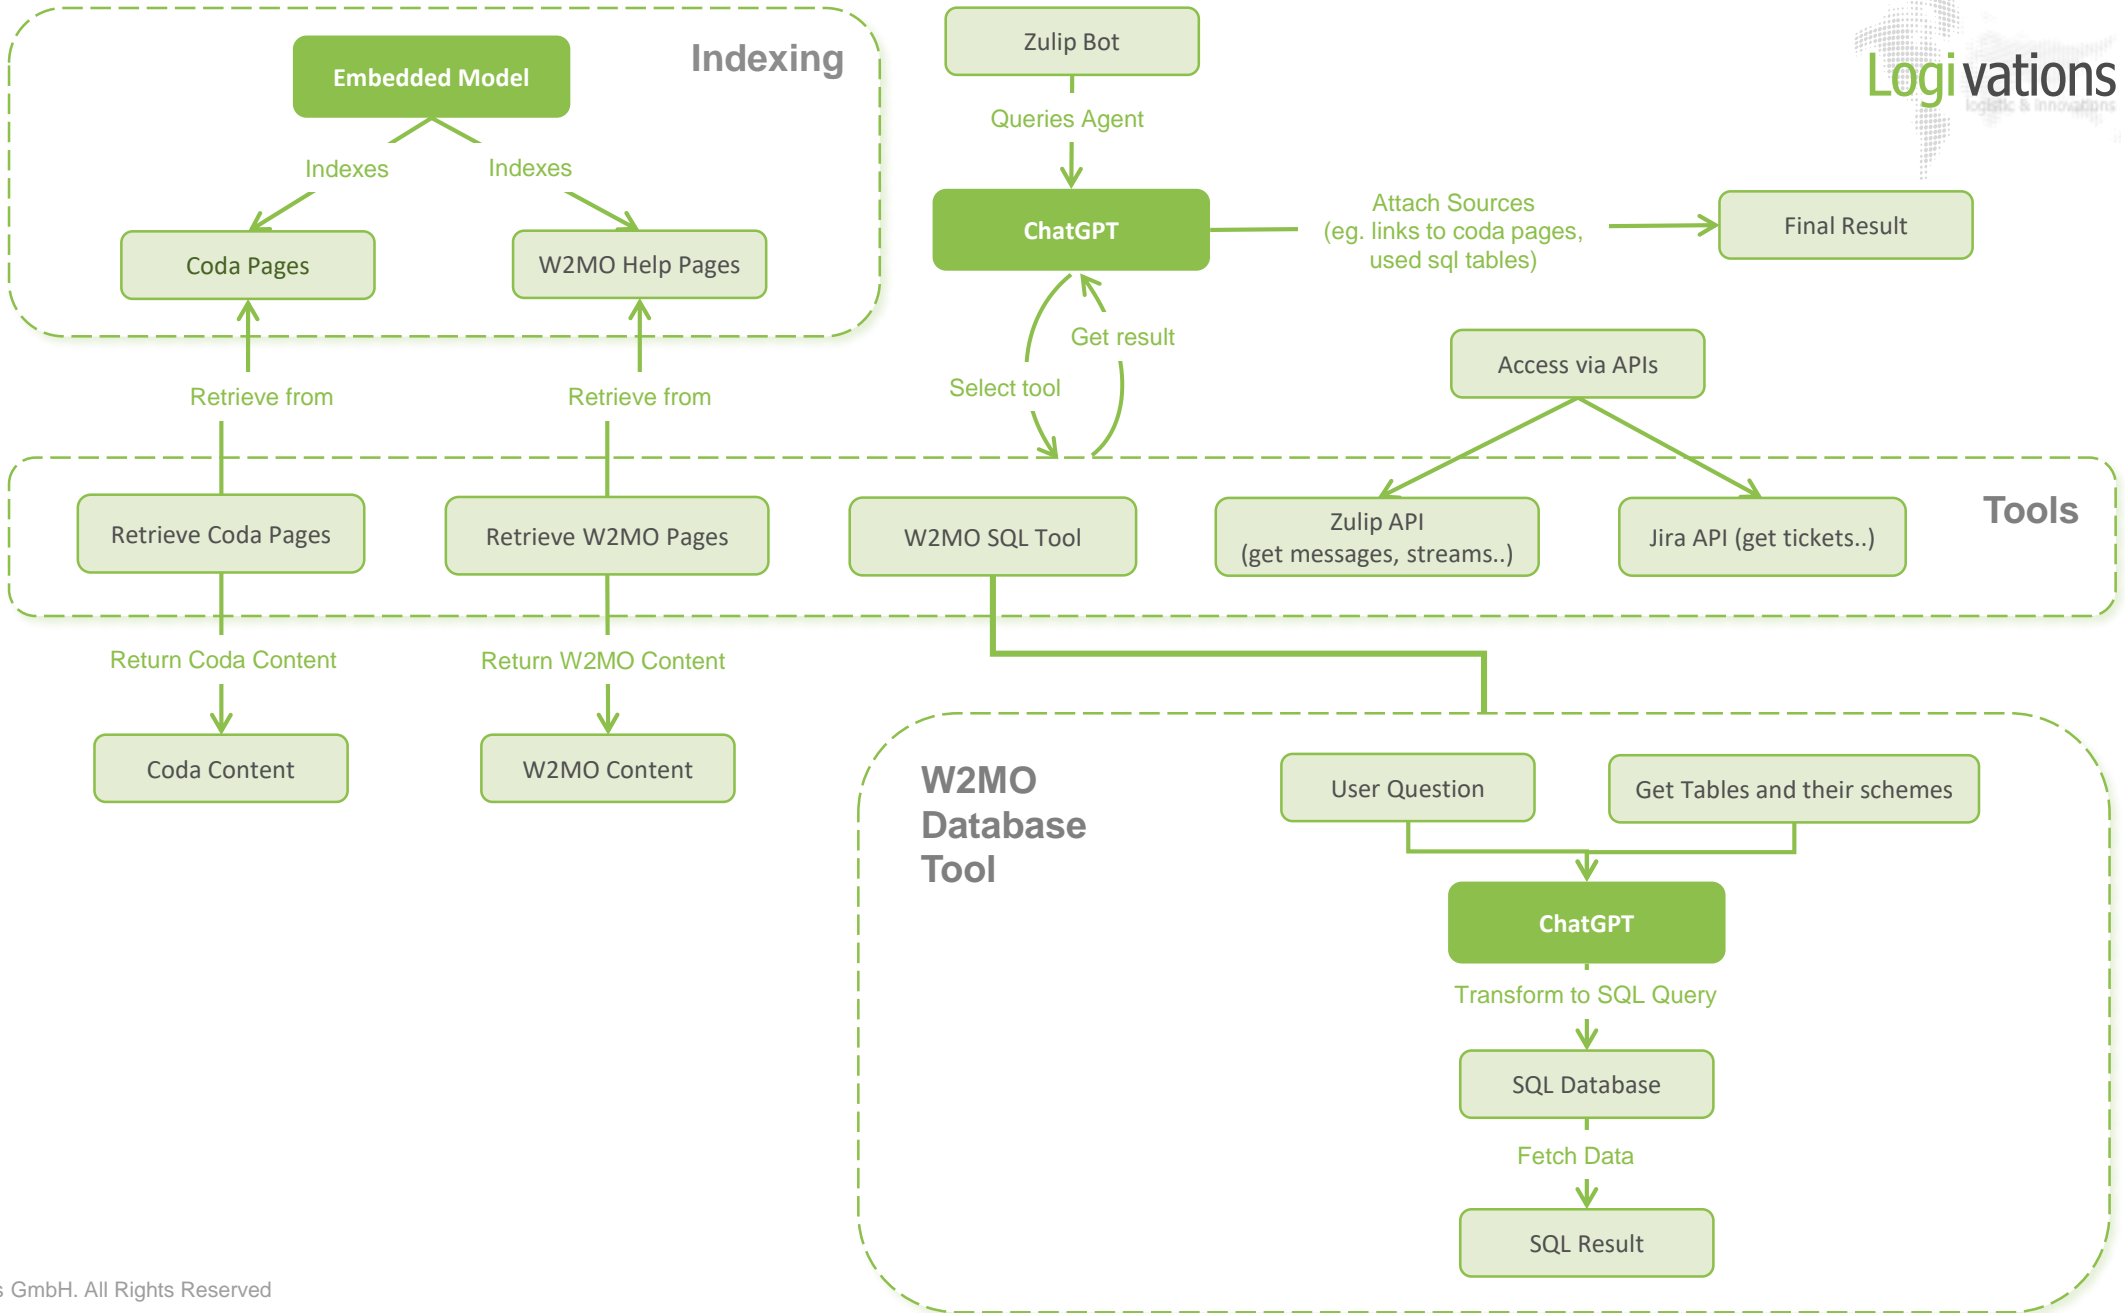 Indexing
Embedded Model
Indexes
Indexes
Coda Pages
W2MO Help Pages
Retrieve from
Retrieve from
Zulip Bot
Queries Agent
ChatGPT
Attach Sources
(eg. links to coda pages,
used sql tables)
Final Result
Logivations
logistic & Innovations
Get result
Select tool
Access via APIs
Tools
Retrieve Coda Pages
Retrieve W2MO Pages
W2MO SQL Tool
Zulip API
(get messages, streams..)
Jira API (get tickets..)
Return Coda Content
Return W2MO Content
Coda Content
W2MO Content
W2MO
Database
Tool
User Question
Get Tables and their schemes
ChatGPT
Transform to SQL Query
SQL Database
Fetch Data
SQL Result
s GmbH. All Rights Reserved